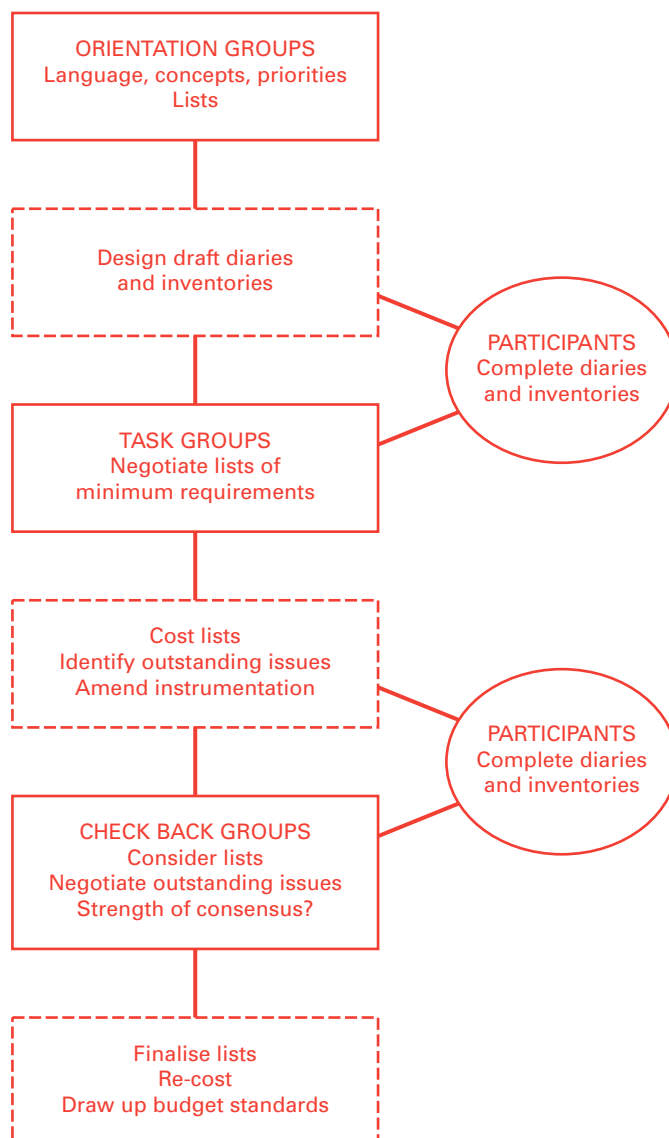 ORIENTATION GROUPS
Language, concepts, priorities
Lists
Design draft diaries
and inventories
PARTICIPANTS
Complete diaries
and inventories
TASK GROUPS
Negotiate lists of
minimum requirements
Cost lists
Identify outstanding issues
Amend instrumentation
PARTICIPANTS
Complete diaries
and inventories
CHECK BACK GROUPS
Consider lists
Negotiate outstanding issues
Strength of consensus?
Finalise lists
Re-cost
Draw up budget standards